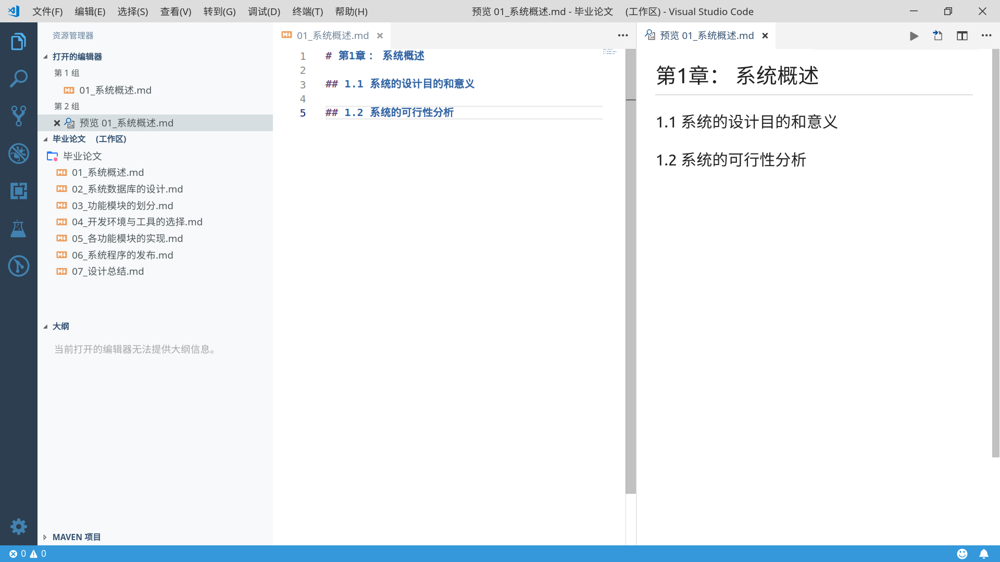 文件(F) 编辑(E) 选择(S) 查看(V) 转到(G) 调试(D) 终端(T) 帮助(H) 预览 01_系统概述.md - 毕业论文 (工作区) - Visual Studio Code
资源管理器
打开的编辑器
第 1 组
01_系统概述.md
第 2 组
预览 01_系统概述.md
毕业论文 (工作区)
毕业论文
01_系统概述.md
02_系统数据库的设计.md
03_功能模块的划分.md
04_开发环境与工具的选择.md
05_各功能模块的实现.md
06_系统程序的发布.md
07_设计总结.md
大纲
当前打开的编辑器无法提供大纲信息。
MAVEN 项目
01_系统概述.md
1 # 第1章： 系统概述
2
3 ## 1.1 系统的设计目的和意义
4
5 ## 1.2 系统的可行性分析
预览 01_系统概述.md
第1章： 系统概述
1.1 系统的设计目的和意义
1.2 系统的可行性分析
0 0